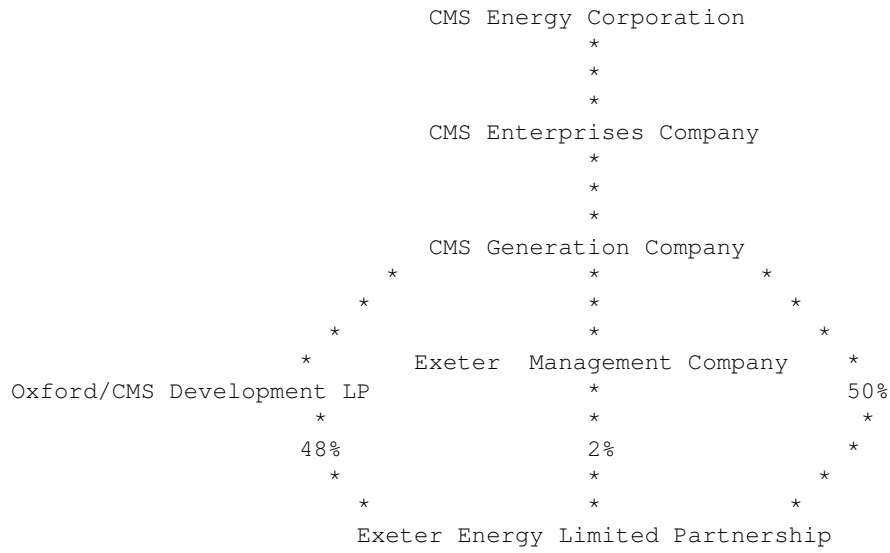 CMS Energy Corporation
*
*
*
CMS Enterprises Company
*
*
*
CMS Generation Company
* * *
* * *
* * *
* Exeter  Management Company *
Oxford/CMS Development LP * 50%
* * *
48% 2% *
* * *
* * *
Exeter Energy Limited Partnership